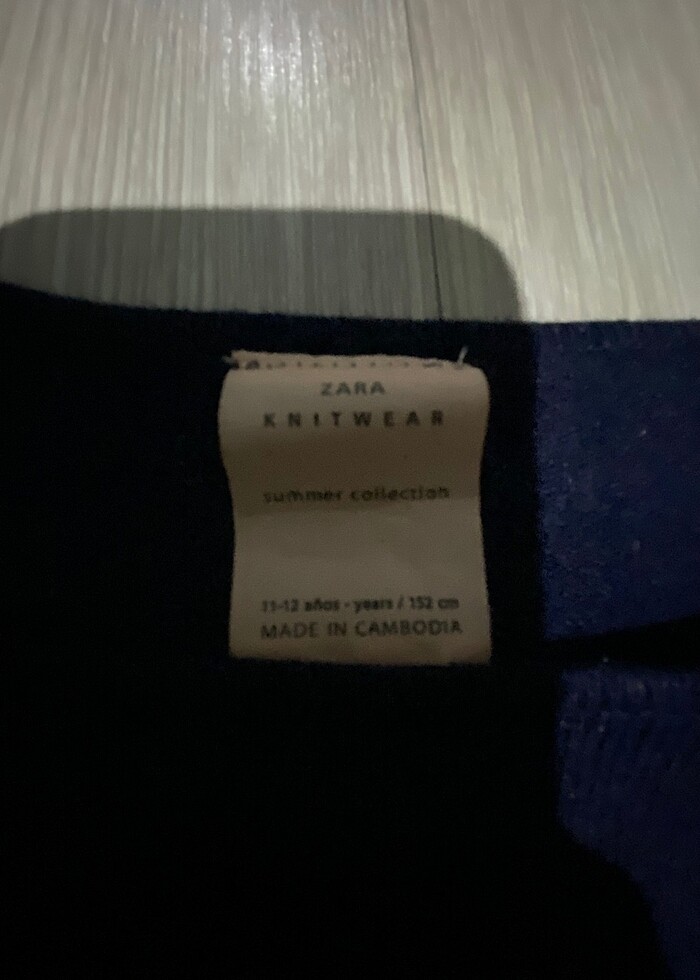 ZARA
KNITWEAR
summer collection
11-12 años - years / 152 cm
MADE IN CAMBODIA